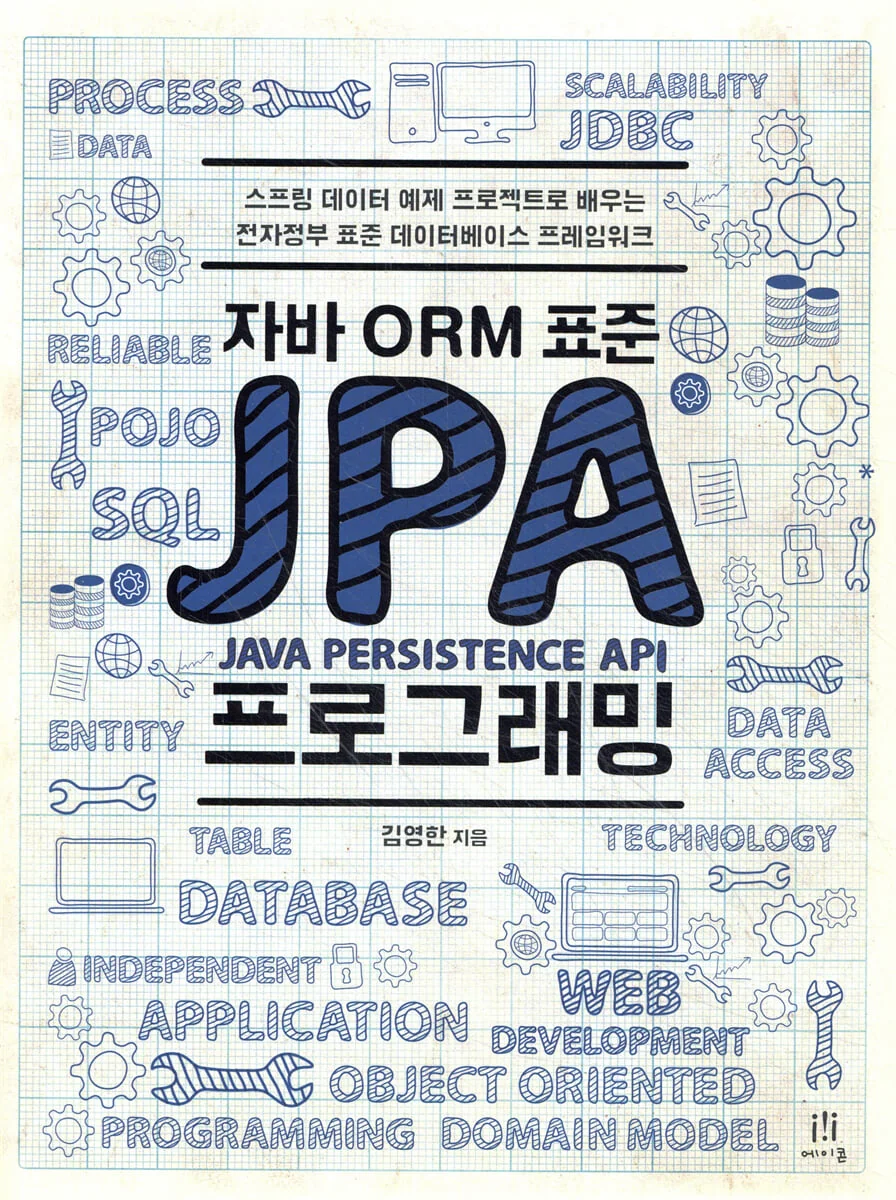 PROCESS
SCALABILITY
DATA
JDBC
스프링 데이터 예제 프로젝트로 배우는
전자정부 표준 데이터베이스 프레임워크
자바 ORM 표준
RELIABLE
JPA
POJO
SQL
JAVA PERSISTENCE API
프로그래밍
ENTITY
DATA
ACCESS
TABLE
김영한 지음
TECHNOLOGY
DATABASE
INDEPENDENT
WEB
APPLICATION
DEVELOPMENT
OBJECT ORIENTED
PROGRAMMING DOMAIN MODEL
에이콘